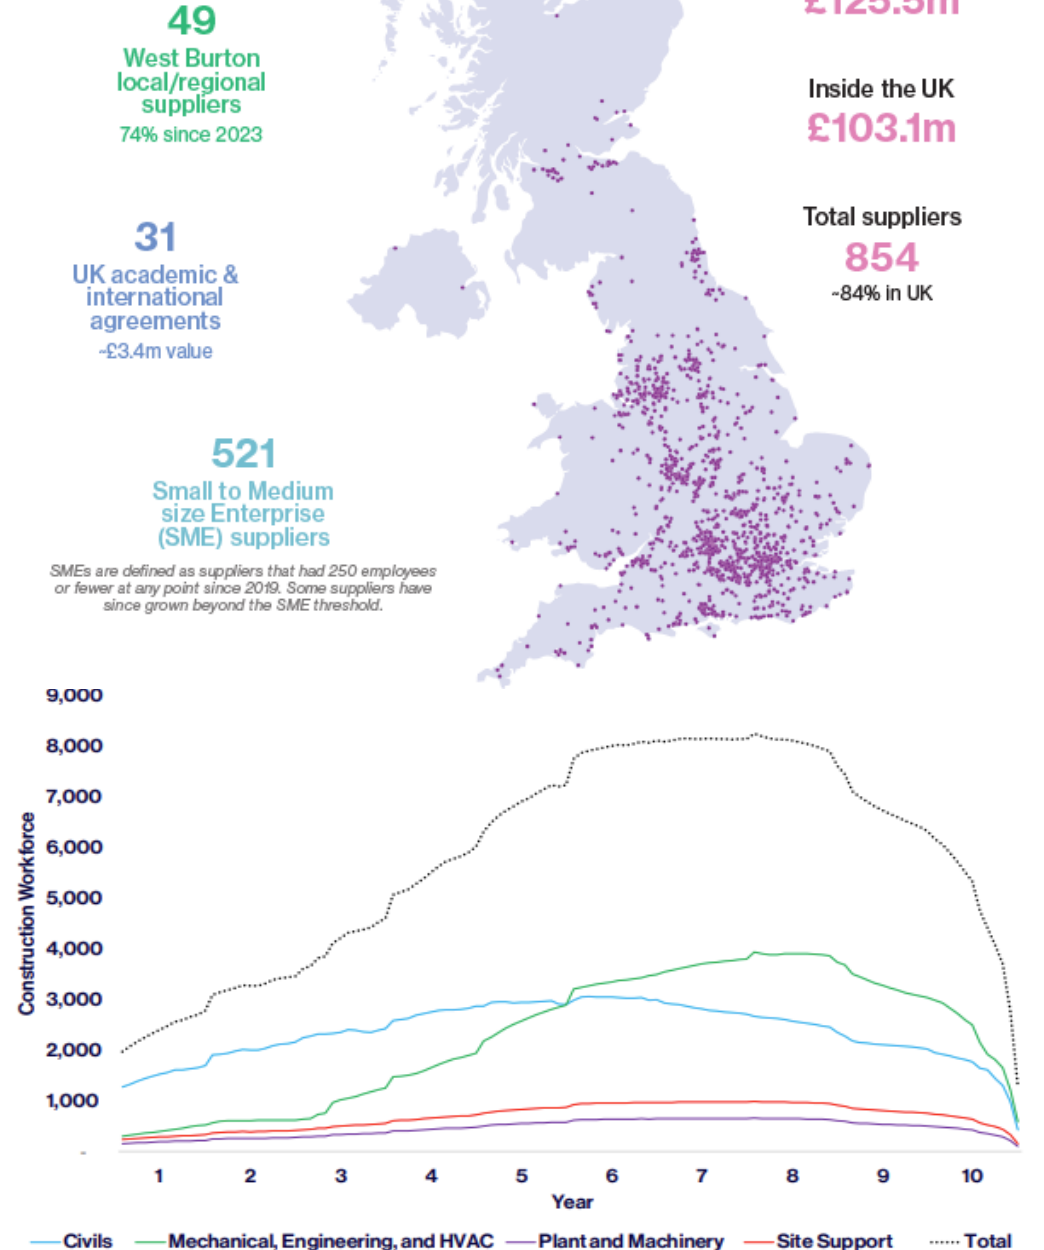 49
West Burton
local/regional
suppliers
74% since 2023
£125.5m
Inside the UK
£103.1m
Total suppliers
854
~84% in UK
31
UK academic &
international
agreements
~£3.4m value
521
Small to Medium
size Enterprise
(SME) suppliers
SMEs are defined as suppliers that had 250 employees
or fewer at any point since 2019. Some suppliers have
since grown beyond the SME threshold.
9,000
8,000
7,000
6,000
5,000
4,000
3,000
2,000
1,000
-
Construction Workforce
1 2 3 4 5 6 7 8 9 10
Year
Civils Mechanical, Engineering, and HVAC Plant and Machinery Site Support Total